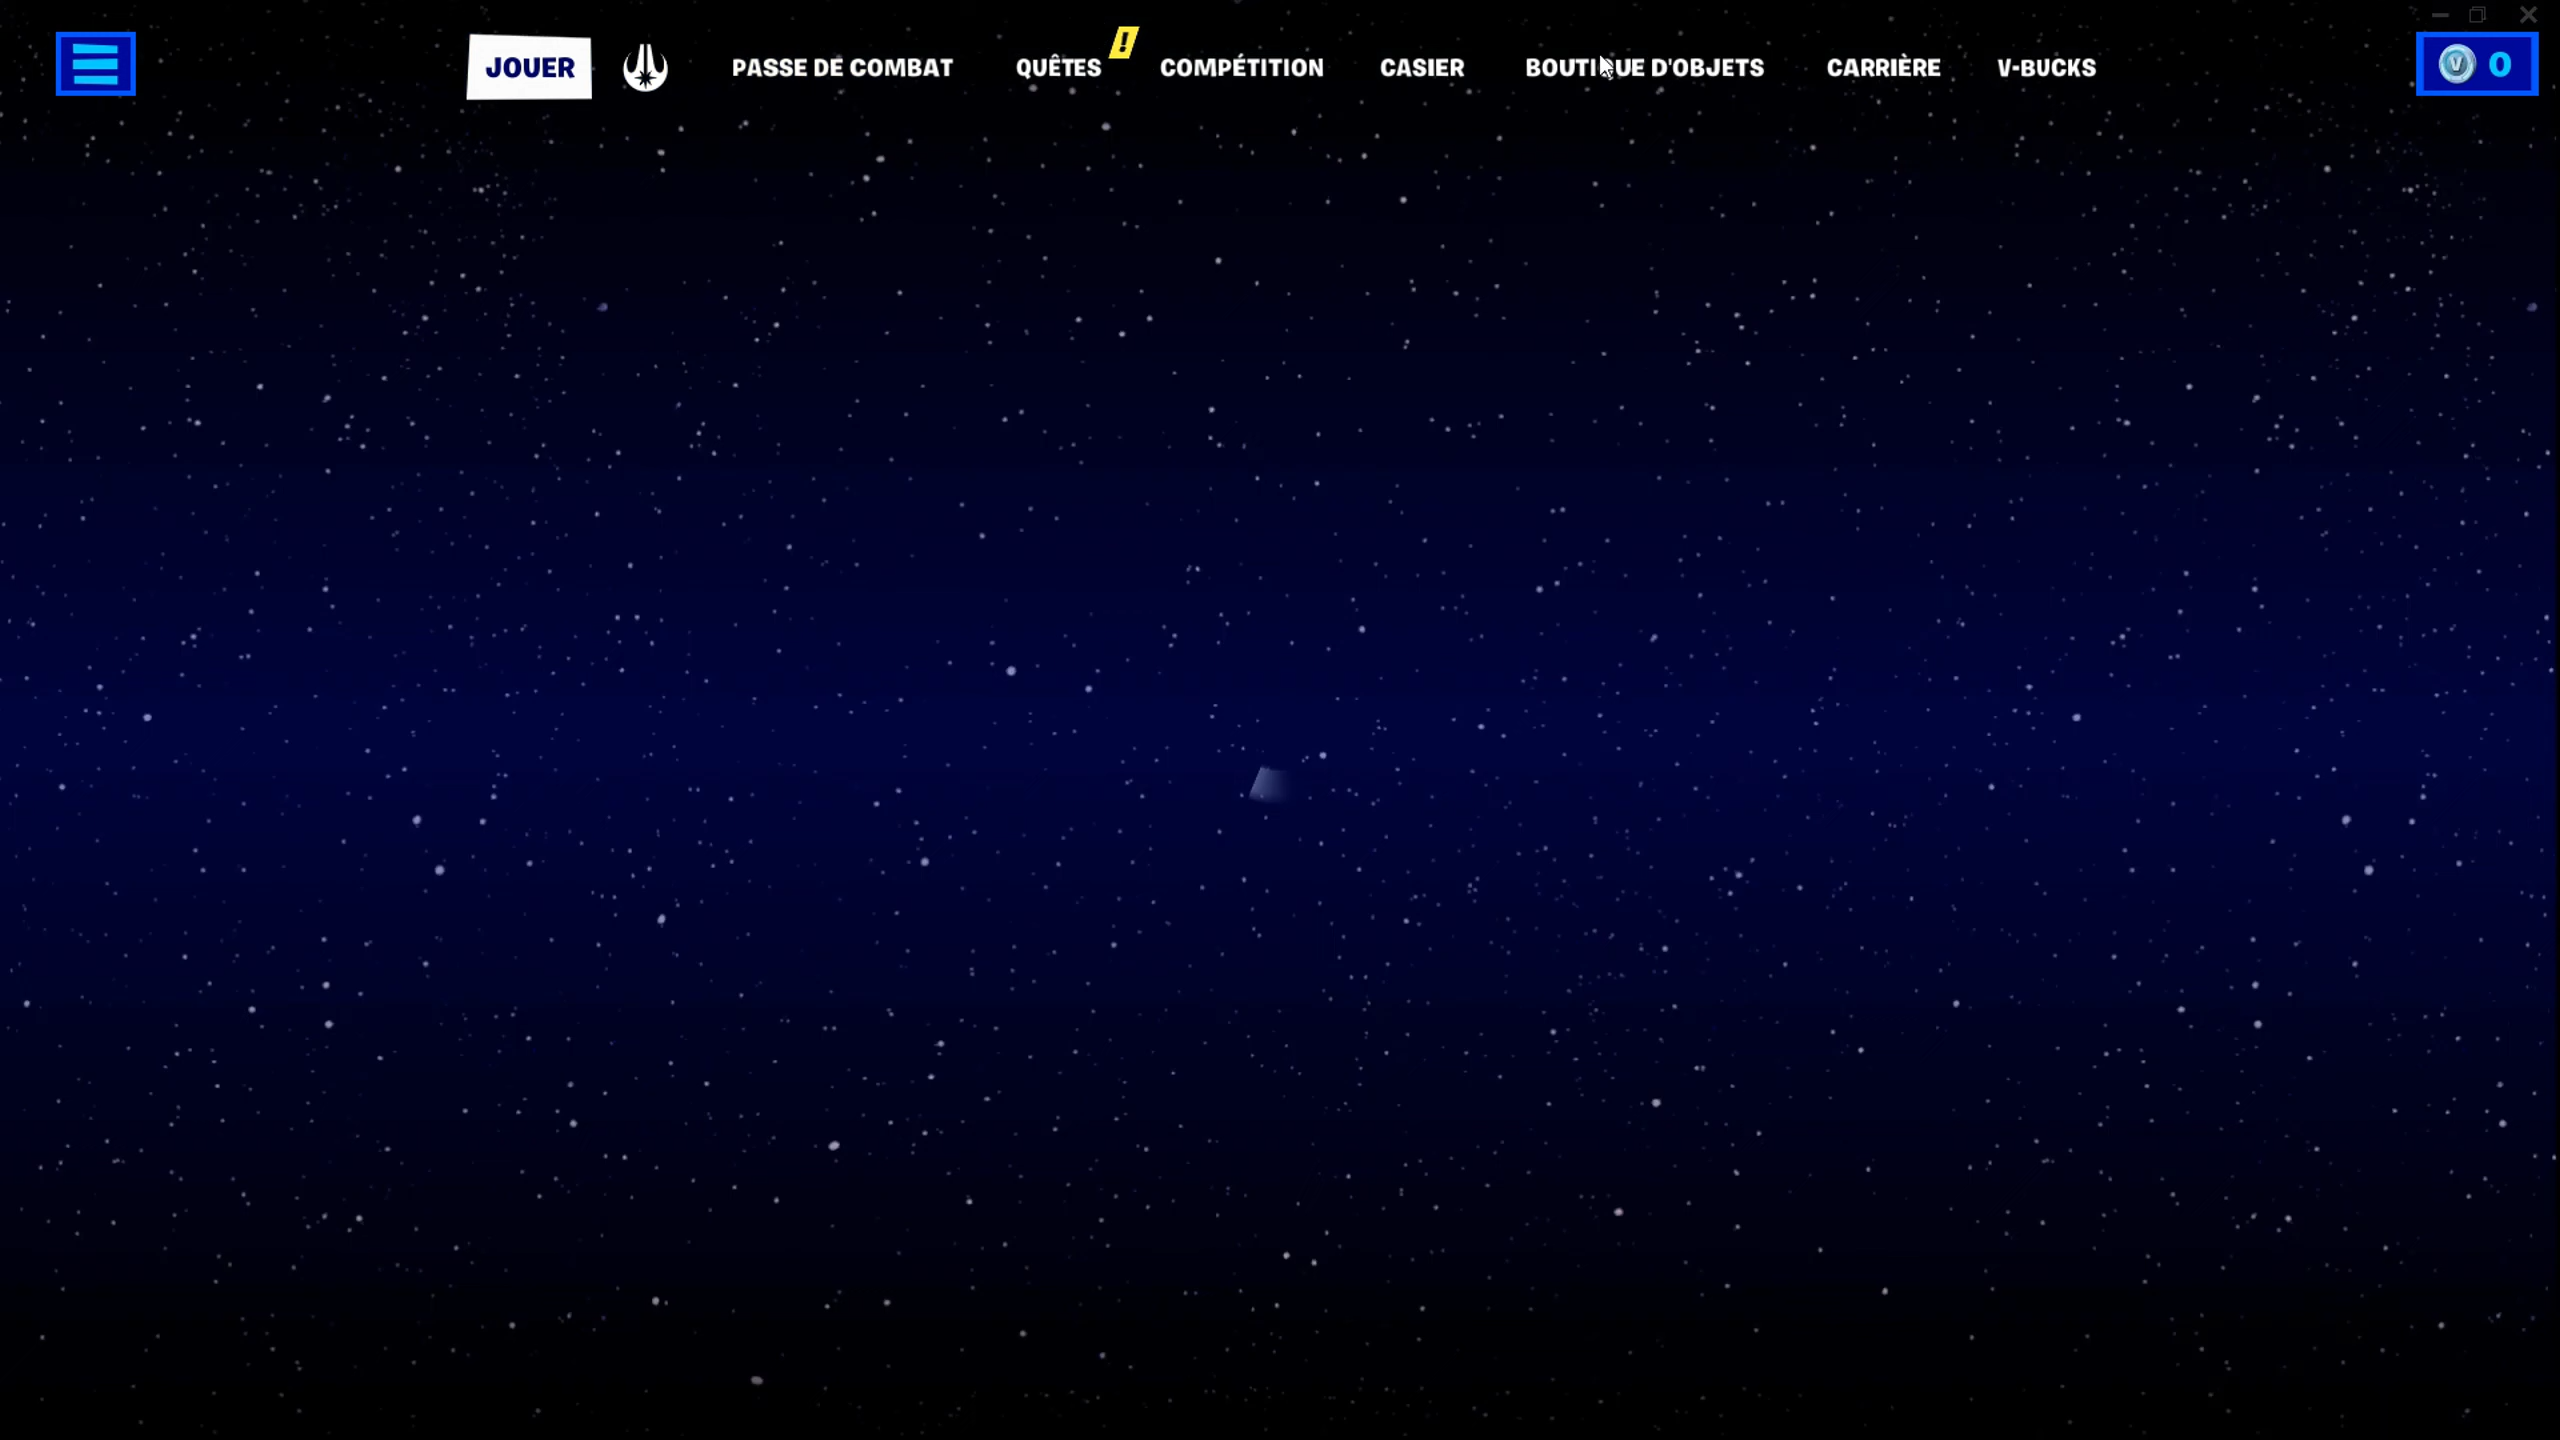 JOUER PASSE DE COMBAT QUÊTES ! COMPÉTITION CASIER BOUTIQUE D'OBJETS CARRIÈRE V-BUCKS V 0